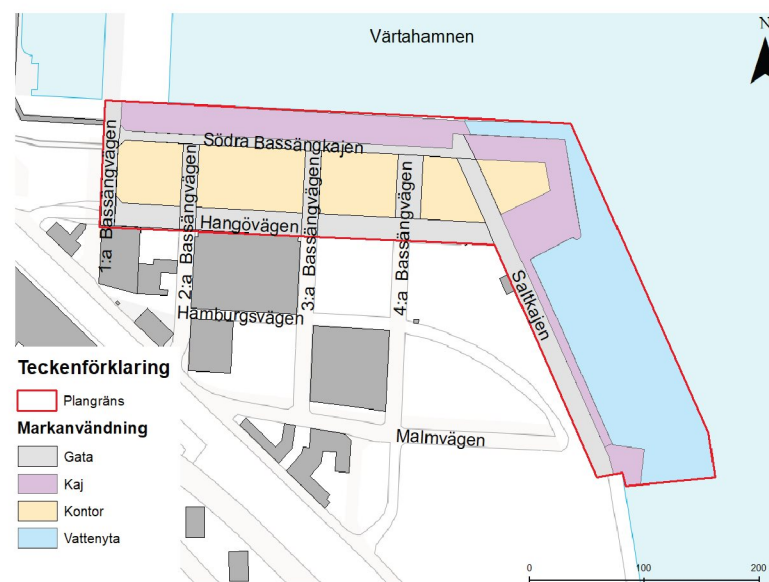 Värtahamnen
N
Södra Bassängkajen
1:a Bassängvägen
2:a Bassängvägen
3:a Bassängvägen
4:a Bassängvägen
Hangövägen
Saltkajen
Hamburgsvägen
Malmvägen
Teckenförklaring
Plangräns
Markanvändning
Gata
Kaj
Kontor
Vattenyta
0 100 200